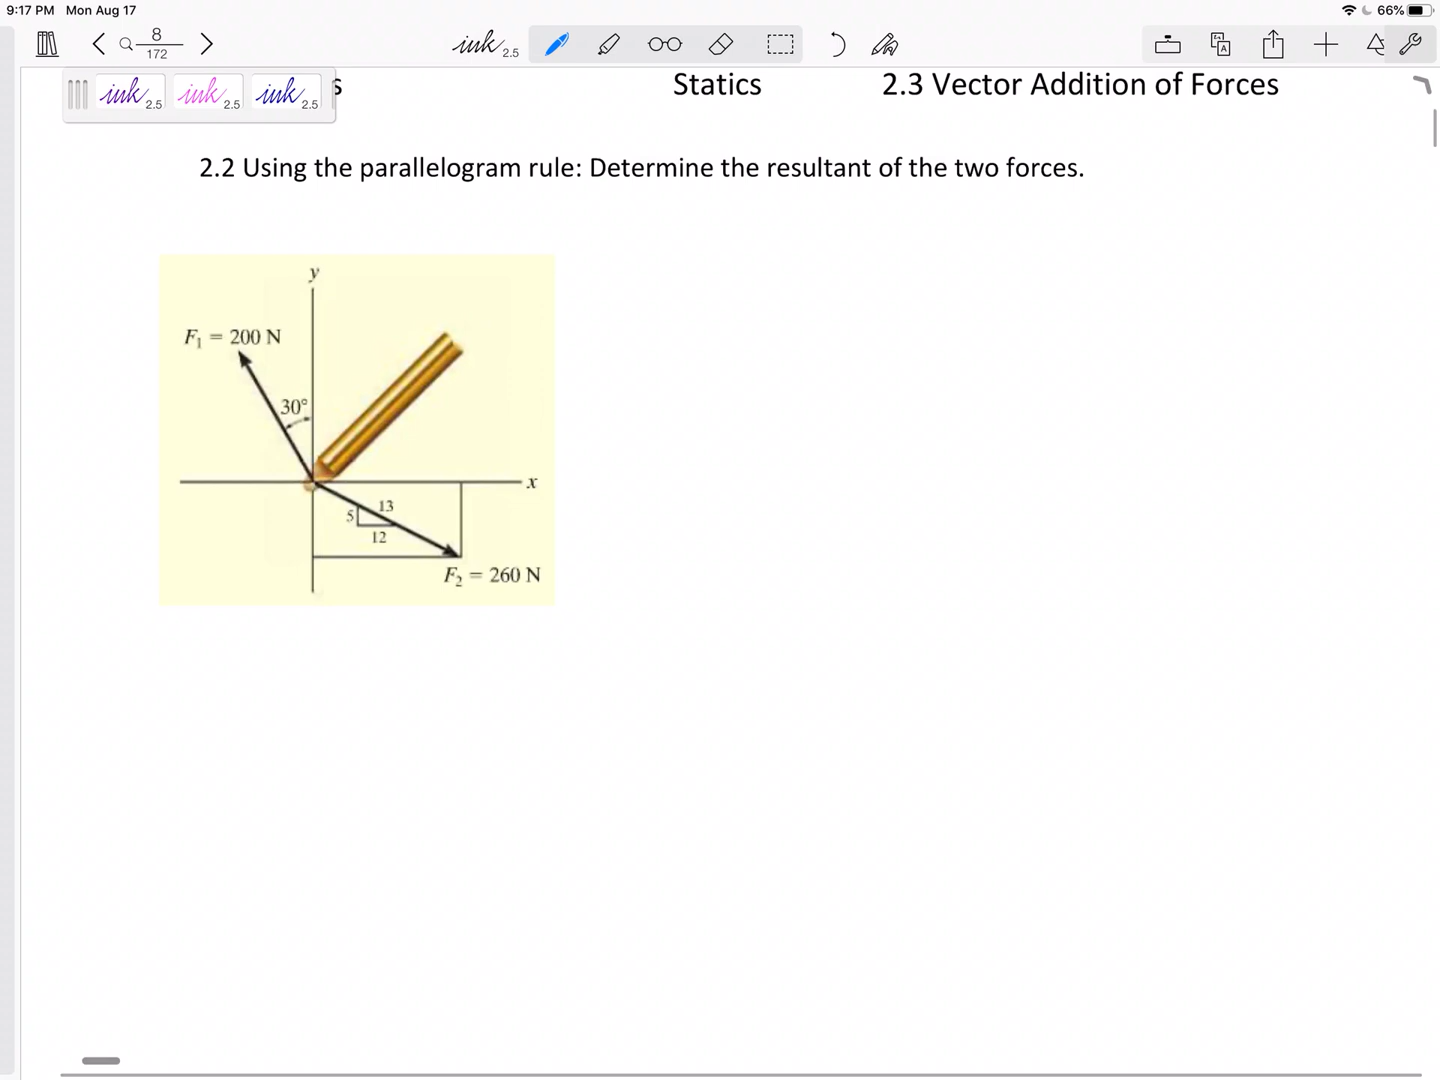 9:17 PM Mon Aug 17
66%
8
172
ink 2.5
ink 2.5 ink 2.5 ink 2.5 s
Statics
2.3 Vector Addition of Forces
2.2 Using the parallelogram rule: Determine the resultant of the two forces.
y
F₁ = 200 N
30°
x
13
5
12
F₂ = 260 N